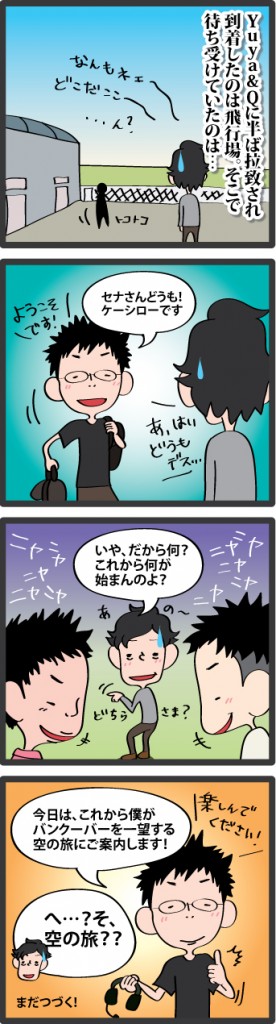 Yuya&Qに半ば拉致され
到着したのは飛行場。そこで
待ち受けていたのは…
なんもネェ
どこだここ
・・・ん?
トコトコ
セナさんどうも!
ケーシローです
ようこそ
です!
あ、はい
どうも
デス…
いや、だから何?
これから何が
始まんのよ?
ニヤ ニヤ
ニヤ ニヤ
ニヤ ニヤ
ニヤ ニヤ
あの〜
どちらさま?
楽しんで
ください!
今日は、これから僕が
バンクーバーを一望する
空の旅にご案内します!
へ…?そ、
空の旅??
まだつづく!